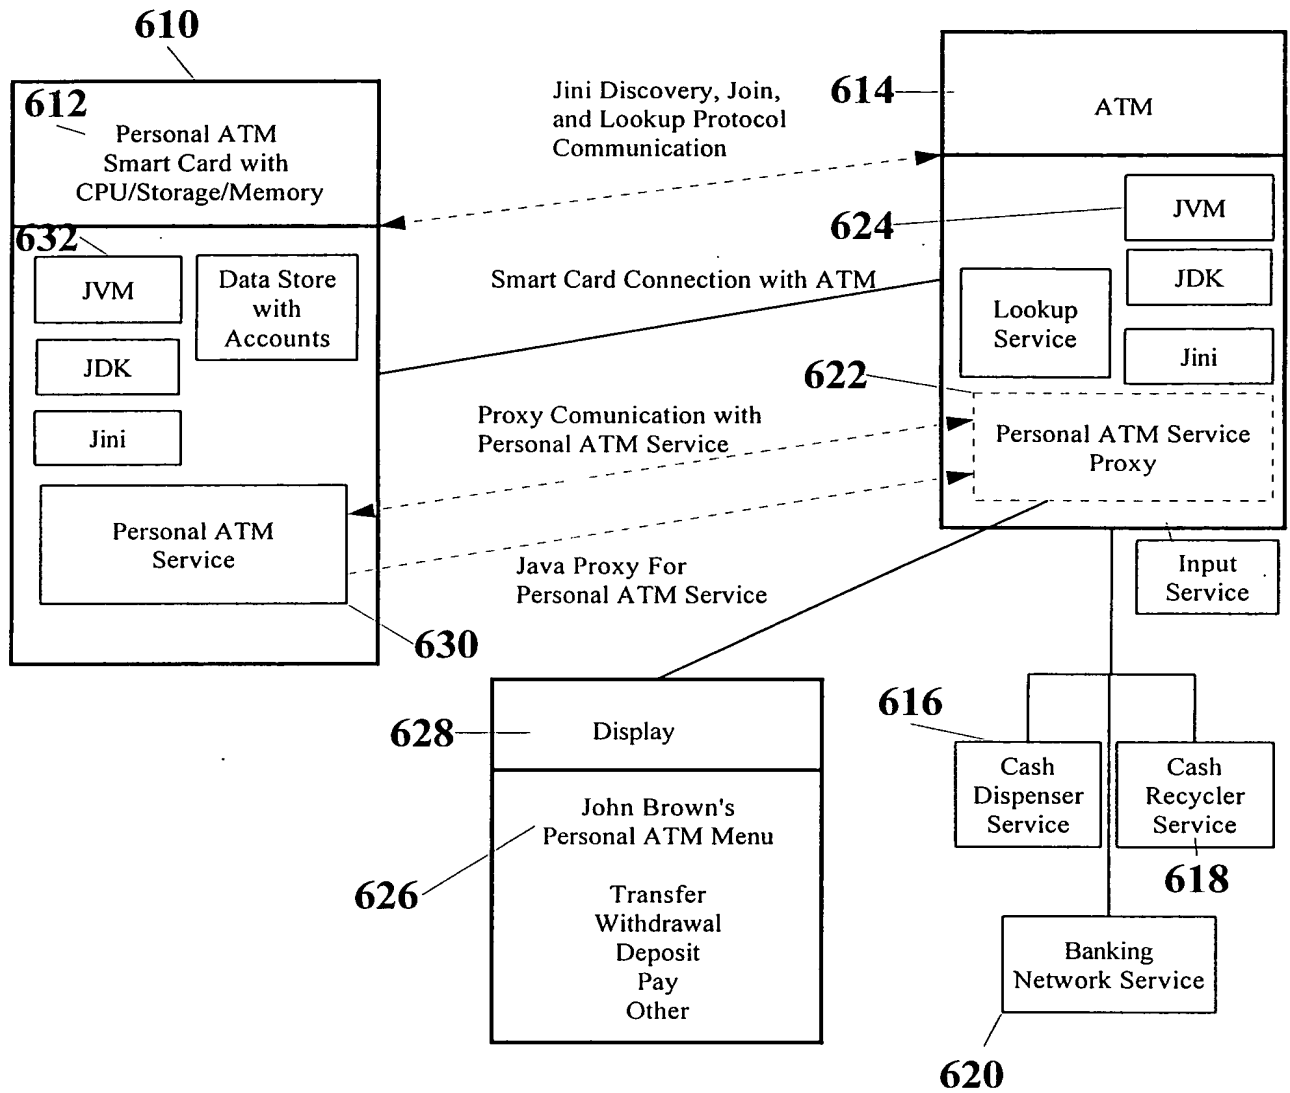 610
612
Personal ATM
Smart Card with
CPU/Storage/Memory
632
JVM
Data Store
with
Accounts
JDK
Jini
Personal ATM
Service
630
Jini Discovery, Join,
and Lookup Protocol
Communication
Smart Card Connection with ATM
Proxy Comunication with
Personal ATM Service
Java Proxy For
Personal ATM Service
614
ATM
624
JVM
JDK
Lookup
Service
Jini
622
Personal ATM Service
Proxy
Input
Service
628
Display
John Brown's
Personal ATM Menu
626
Transfer
Withdrawal
Deposit
Pay
Other
616
Cash
Dispenser
Service
Cash
Recycler
Service
618
Banking
Network Service
620